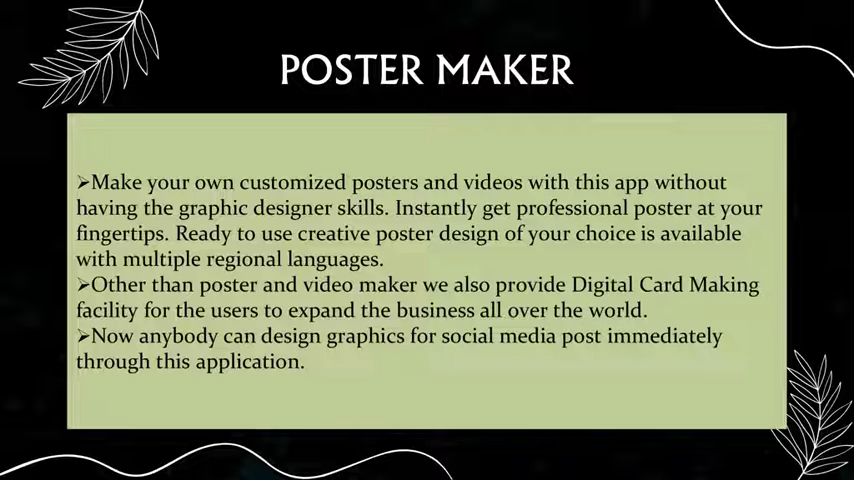 POSTER MAKER
➢Make your own customized posters and videos with this app without
having the graphic designer skills. Instantly get professional poster at your
fingertips. Ready to use creative poster design of your choice is available
with multiple regional languages.
➢Other than poster and video maker we also provide Digital Card Making
facility for the users to expand the business all over the world.
➢Now anybody can design graphics for social media post immediately
through this application.